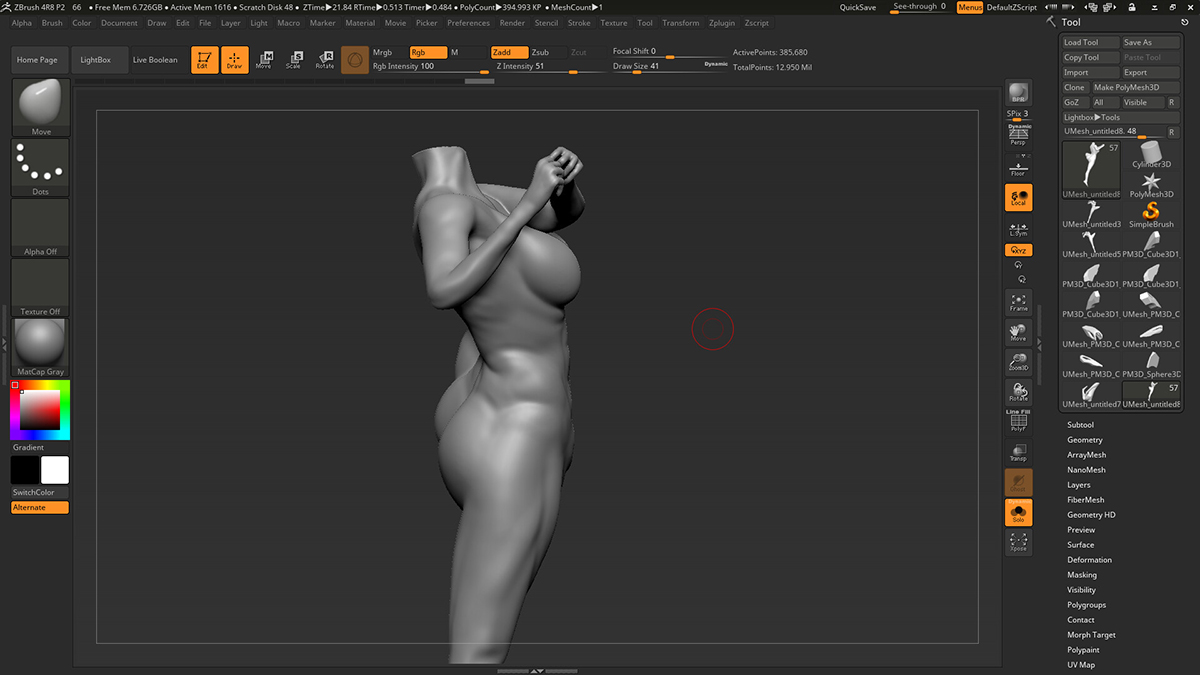 ZBrush 4R8 P2 66 • Free Mem 6.726GB • Active Mem 1616 • Scratch Disk 48 • ZTime▶21.84 RTime▶0.513 Timer▶0.484 • PolyCount▶394.993 KP • MeshCount▶1 QuickSave See-through 0 Menus DefaultZScript
Alpha Brush Color Document Draw Edit File Layer Light Macro Marker Material Movie Picker Preferences Render Stencil Stroke Texture Tool Transform Zplugin Zscript
Tool
Home Page LightBox Live Boolean Edit Draw Move Scale Rotate
Mrgb Rgb M Zadd Zsub Zcut Focal Shift 0 ActivePoints: 385,680
Rgb Intensity 100 Z Intensity 51 Draw Size 41 Dynamic TotalPoints: 12.950 Mil
Move
Dots
Alpha Off
Texture Off
MatCap Gray
Gradient
SwitchColor
Alternate
BPR
SPix 3
Dynamic
Persp
Floor
Local
L.Sym
XYZ
Frame
Move
Zoom3D
Rotate
Line Fill
PolyF
Transp
Solo
Xpose
Load Tool Save As
Copy Tool Paste Tool
Import Export
Clone Make PolyMesh3D
GoZ All Visible R
Lightbox▶Tools
UMesh_untitled8. 48 R
57
Cylinder3D
UMesh_untitled8 PolyMesh3D
UMesh_untitled3 SimpleBrush
UMesh_untitled5 PM3D_Cube3D1_
PM3D_Cube3D1_ PM3D_Cube3D1_
PM3D_Cube3D1_ UMesh_PM3D_C
UMesh_PM3D_C UMesh_PM3D_C
UMesh_PM3D_C PM3D_Sphere3D
57
UMesh_untitled7 UMesh_untitled8
Subtool
Geometry
ArrayMesh
NanoMesh
Layers
FiberMesh
Geometry HD
Preview
Surface
Deformation
Masking
Visibility
Polygroups
Contact
Morph Target
Polypaint
UV Map